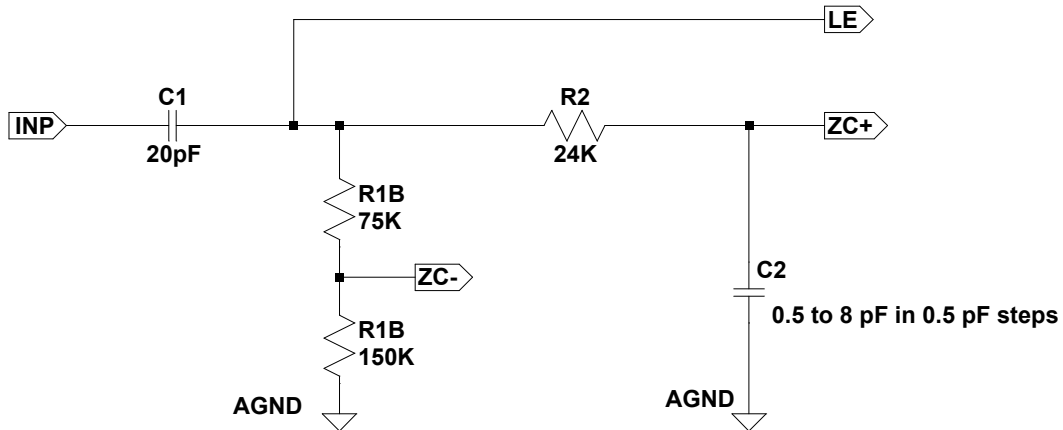 LE
C1
INP
20pF
R2
24K
ZC+
R1B
75K
ZC-
R1B
150K
AGND
C2
0.5 to 8 pF in 0.5 pF steps
AGND